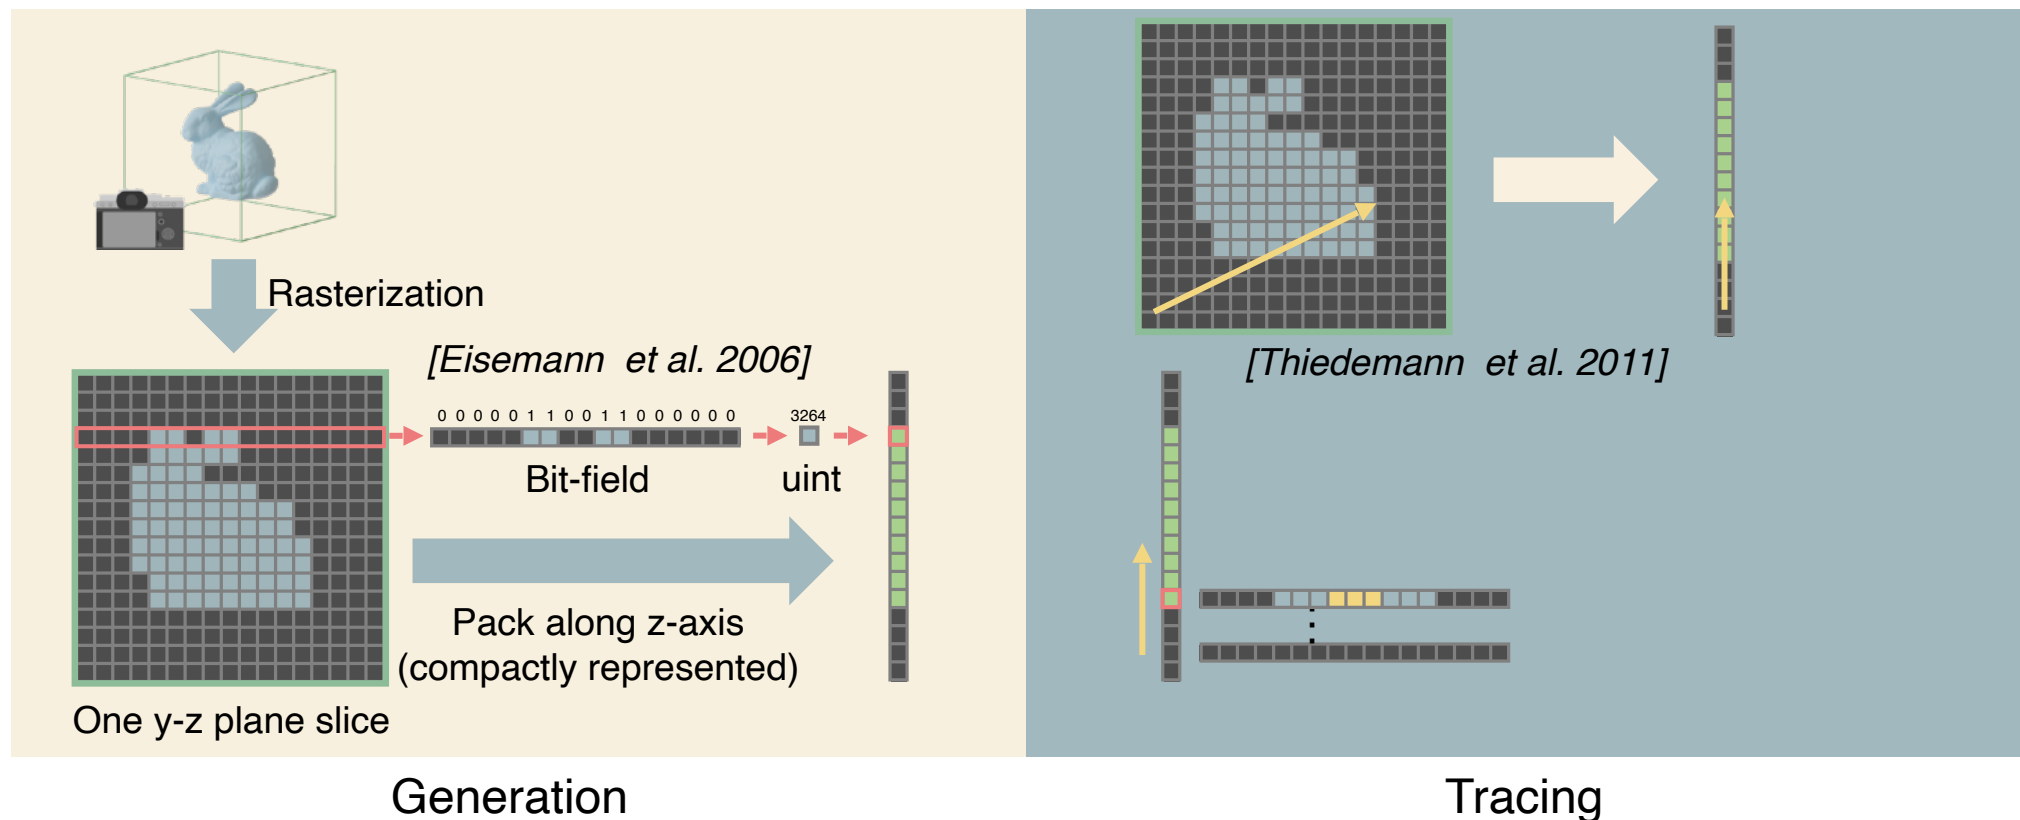 Rasterization
[Eisemann et al. 2006]
0 0 0 0 0 1 1 0 0 1 1 0 0 0 0 0 0
3264
Bit-field
uint
Pack along z-axis
(compactly represented)
One y-z plane slice
Generation
[Thiedemann et al. 2011]
Tracing